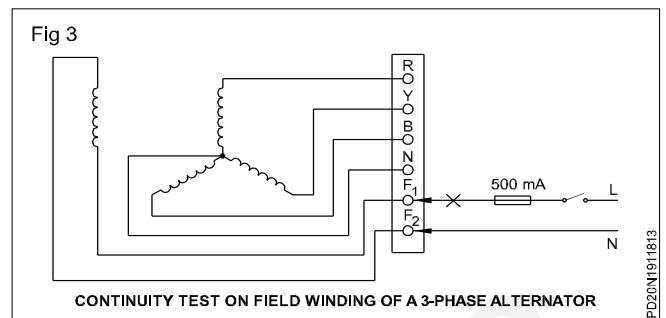 Fig 3
R
Y
B
N
F1
F2
500 mA
L
N
CONTINUITY TEST ON FIELD WINDING OF A 3-PHASE ALTERNATOR
PD20N1911813